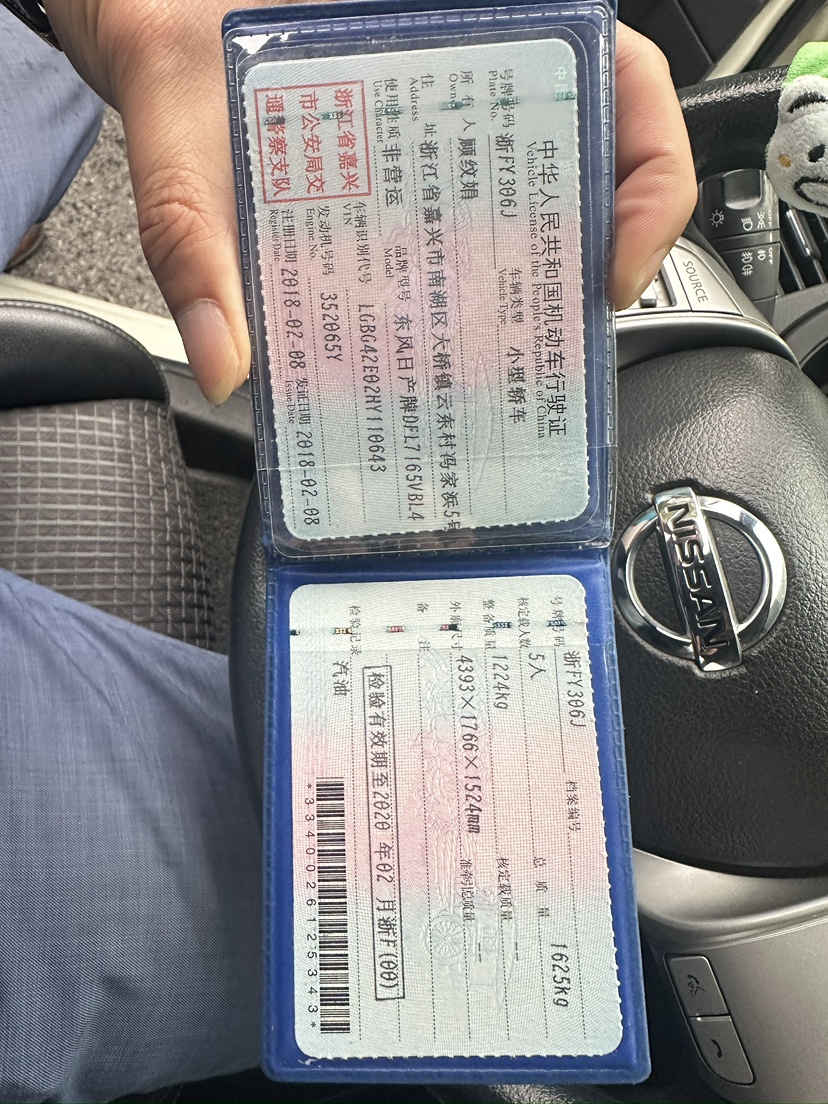 中华人民共和国机动车行驶证
Vehicle License of the People's Republic of China
号牌号码 浙FY306J 车辆类型 小型轿车
Plate No. Vehicle Type
所有人 顾纹娟
Owner
住址 浙江省嘉兴市南湖区大桥镇云东村冯家浜5号
Address
使用性质 非营运 品牌型号 东风日产牌DFL7165VBL4
Use Character Model
浙江省嘉兴
市公安局交
通警察支队
车辆识别代号 LGBG42E02HY110643
VIN
发动机号码 352065Y
Engine No.
注册日期 2018-02-08 发证日期 2018-02-08
Register Date Issue Date
号牌号码 浙FY306J 档案编号
核定载人数 5人 总质量 1625kg
整备质量 1224kg 核定载质量 --
外廓尺寸 4393×1766×1524mm 准牵引总质量 --
备注
检验有效期至2020年02月浙F(00)
检验记录 汽油
*3340026125343*
NISSAN
SOURCE
OFF